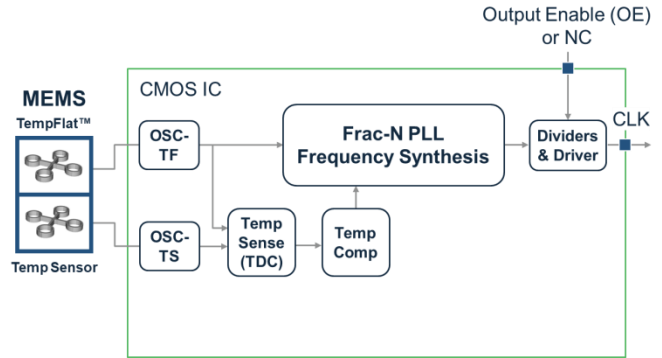 Output Enable (OE)
or NC
MEMS
TempFlat™
CMOS IC
OSC-
TF
Frac-N PLL
Frequency Synthesis
Dividers
& Driver
CLK
OSC-
TS
Temp
Sense
(TDC)
Temp
Comp
Temp Sensor